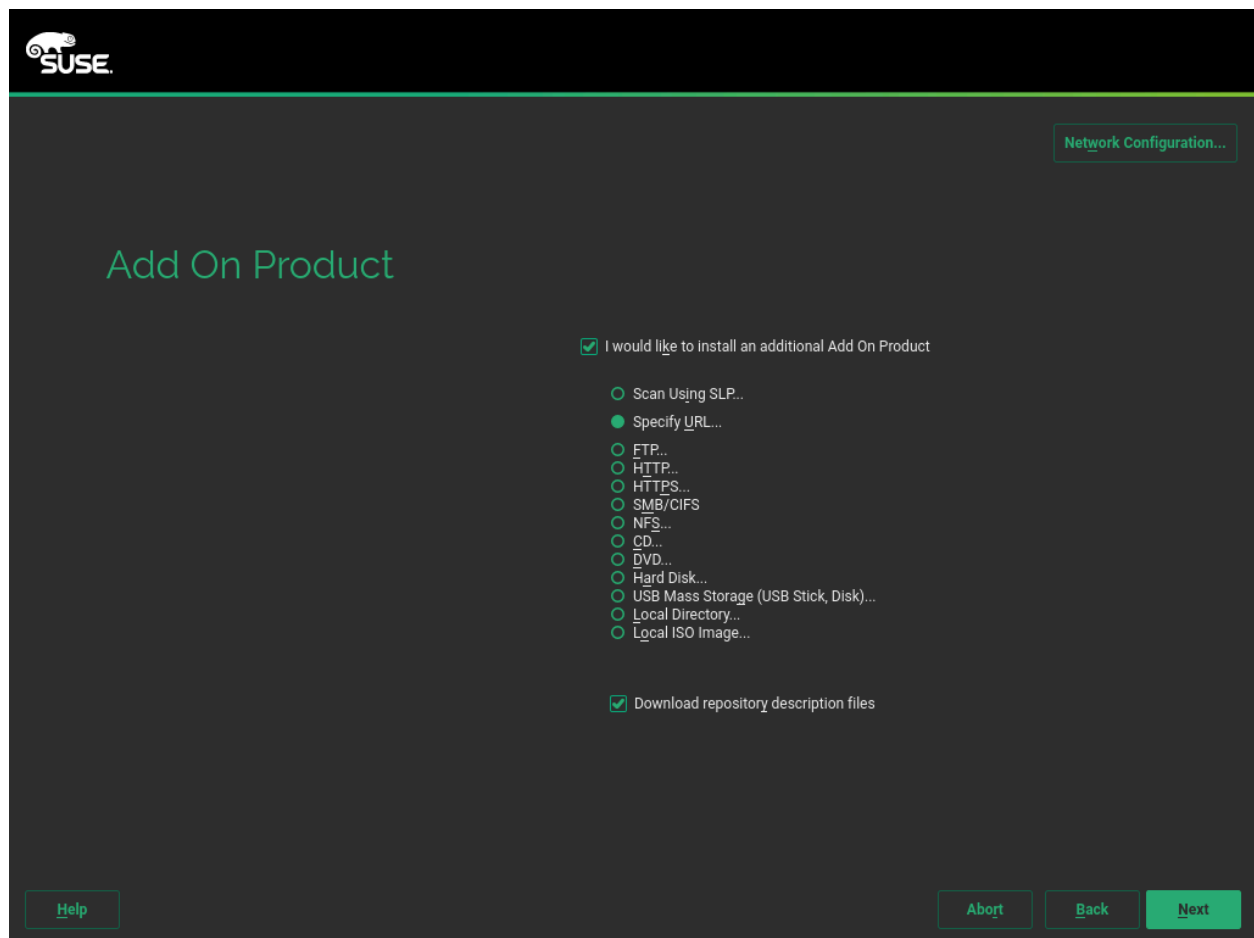 SUSE.
Network Configuration...
Add On Product
I would like to install an additional Add On Product
Scan Using SLP...
Specify URL...
FTP...
HTTP...
HTTPS...
SMB/CIFS
NFS...
CD...
DVD...
Hard Disk...
USB Mass Storage (USB Stick, Disk)...
Local Directory...
Local ISO Image...
Download repository description files
Help
Abort
Back
Next